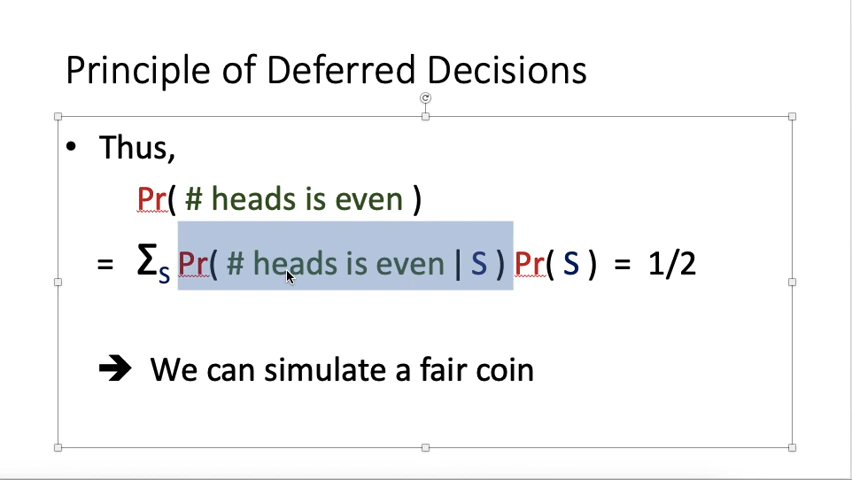 Principle of Deferred Decisions
• Thus,
Pr( # heads is even )
= Σ_S Pr( # heads is even | S ) Pr( S ) = 1/2
➔ We can simulate a fair coin